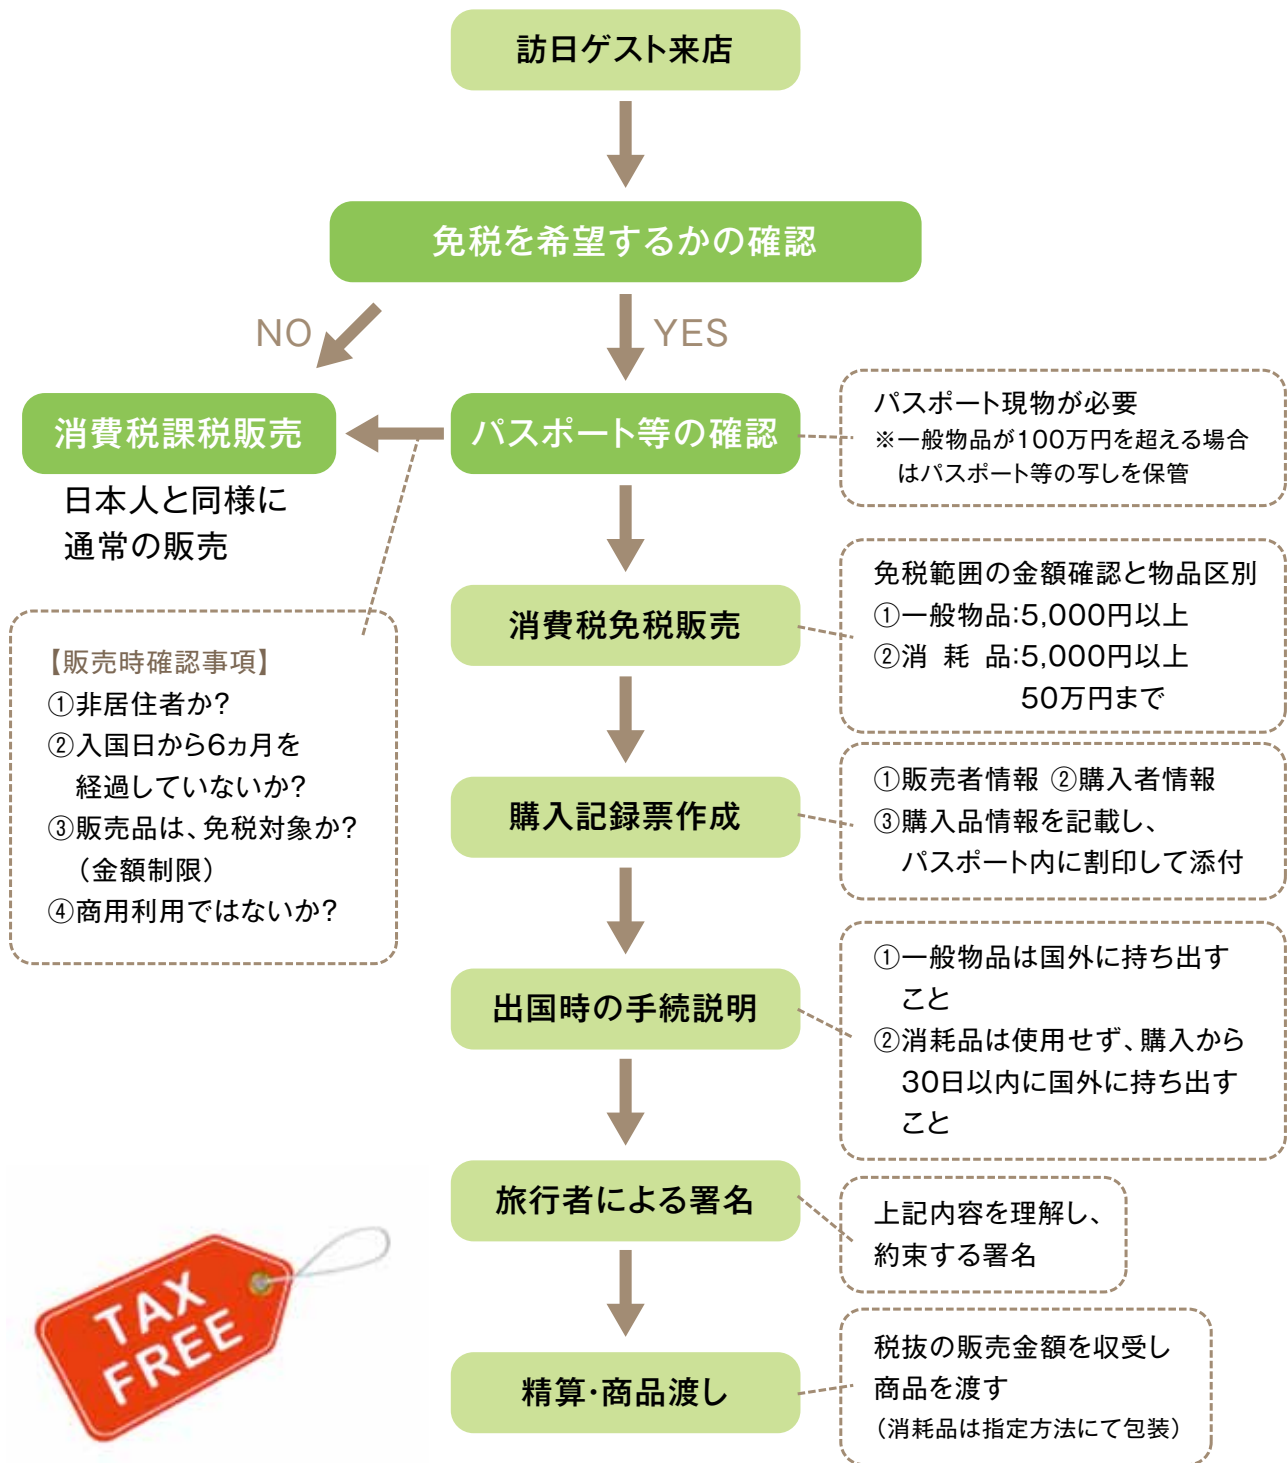 訪日ゲスト来店
免税を希望するかの確認
NO
YES
消費税課税販売
日本人と同様に
通常の販売
パスポート等の確認
パスポート現物が必要
※一般物品が100万円を超える場合
はパスポート等の写しを保管
【販売時確認事項】
①非居住者か?
②入国日から6ヵ月を
経過していないか?
③販売品は、免税対象か?
(金額制限)
④商用利用ではないか?
消費税免税販売
免税範囲の金額確認と物品区別
①一般物品:5,000円以上
②消 耗 品:5,000円以上
50万円まで
購入記録票作成
①販売者情報 ②購入者情報
③購入品情報を記載し、
パスポート内に割印して添付
出国時の手続説明
①一般物品は国外に持ち出す
こと
②消耗品は使用せず、購入から
30日以内に国外に持ち出す
こと
旅行者による署名
上記内容を理解し、
約束する署名
精算・商品渡し
税抜の販売金額を収受し
商品を渡す
(消耗品は指定方法にて包装)
TAX
FREE